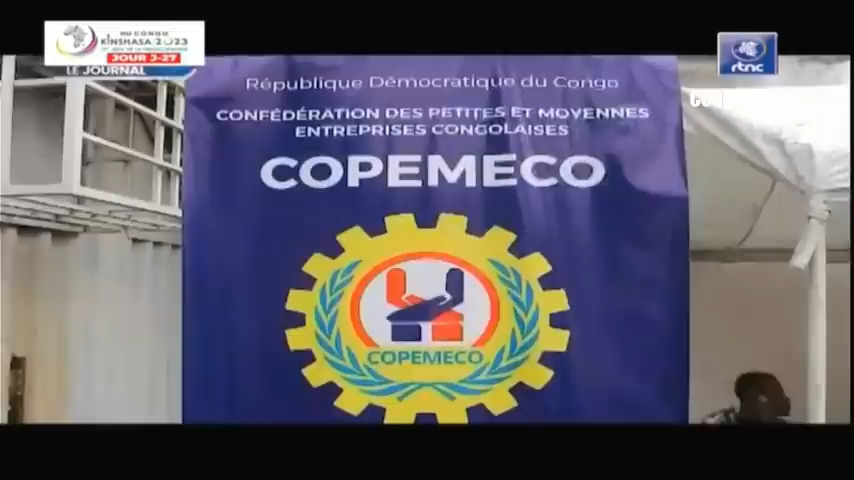 KINSHASA 2023
JOUR J-27
LE JOURNAL
rtnc
République Démocratique du Congo
CONFÉDÉRATION DES PETITES ET MOYENNES
ENTREPRISES CONGOLAISES
COPEMECO
COPEMECO